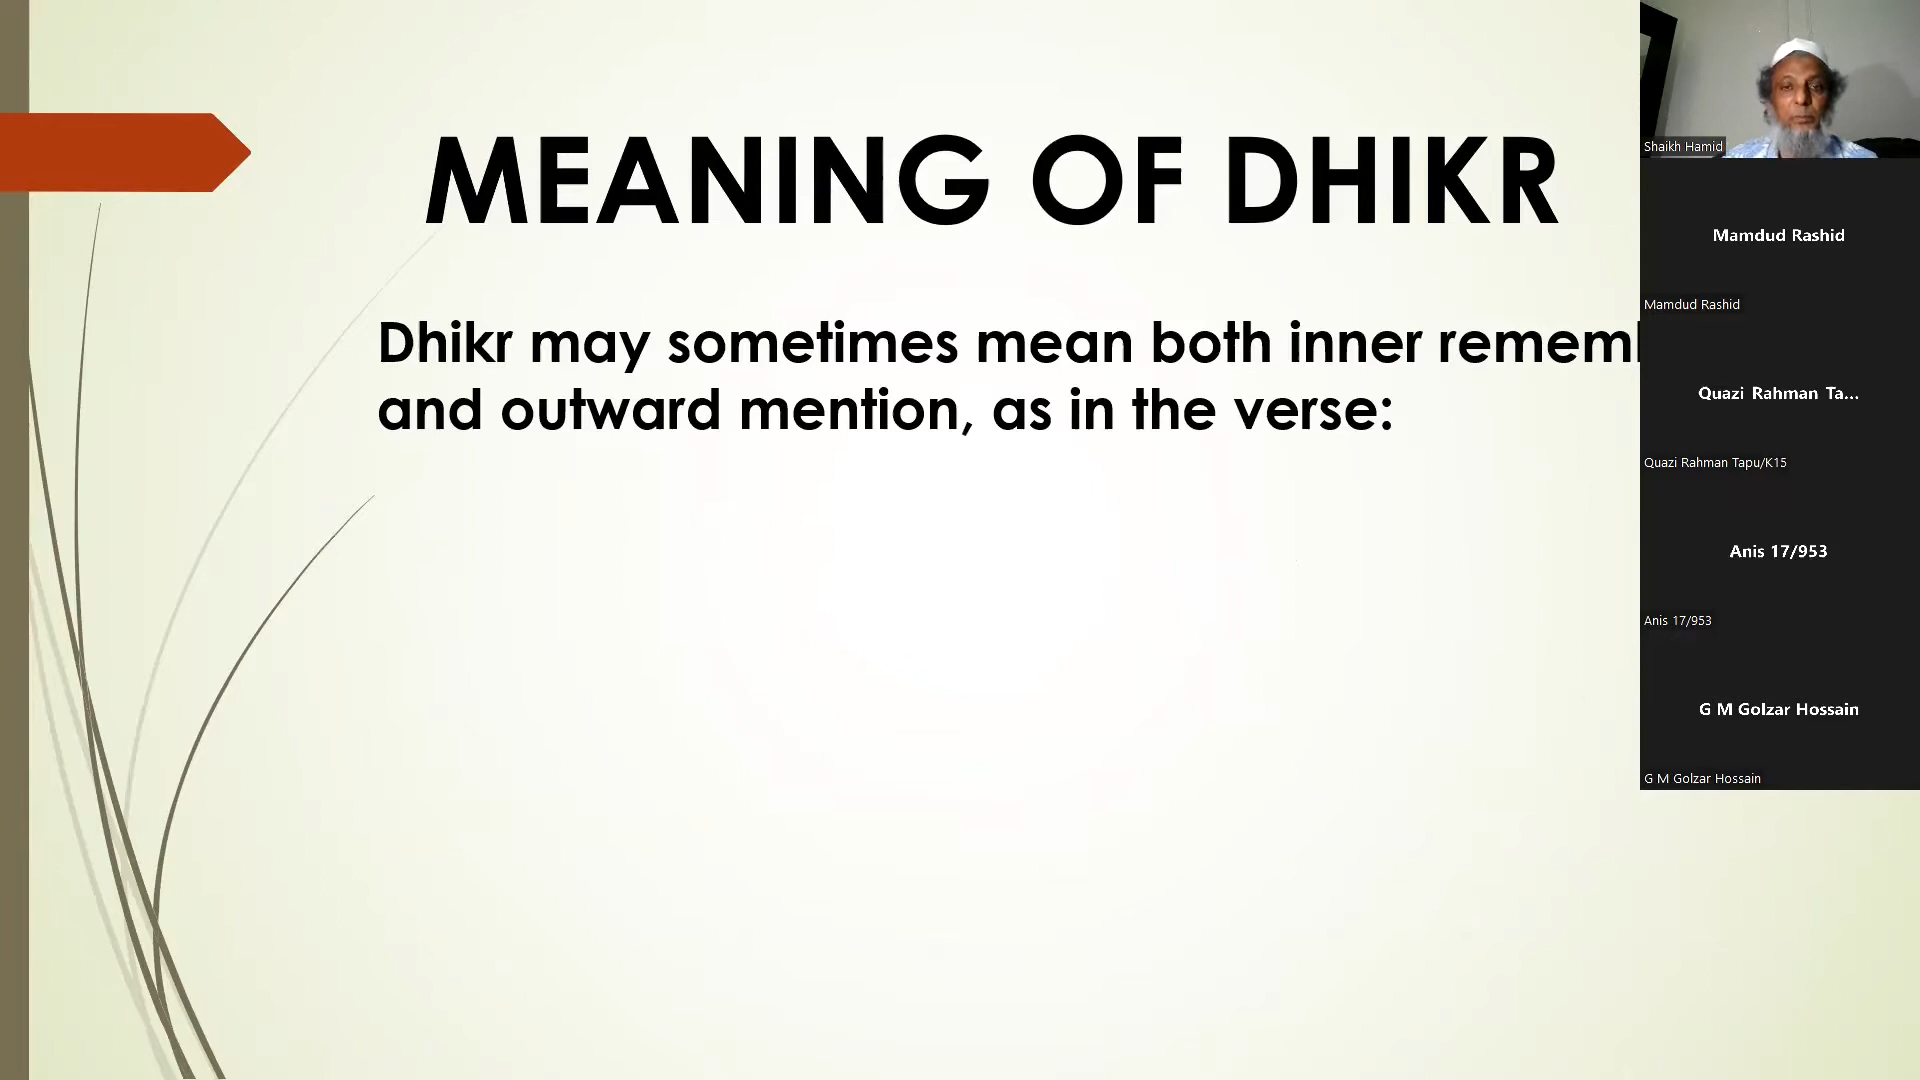 MEANING OF DHIKR
Dhikr may sometimes mean both inner
and outward mention, as in the verse:
Shaikh Hamid
Mamdud Rashid
Mamdud Rashid
Quazi Rahman Ta...
Quazi Rahman Tapu/K15
Anis 17/953
Anis 17/953
G M Golzar Hossain
G M Golzar Hossain